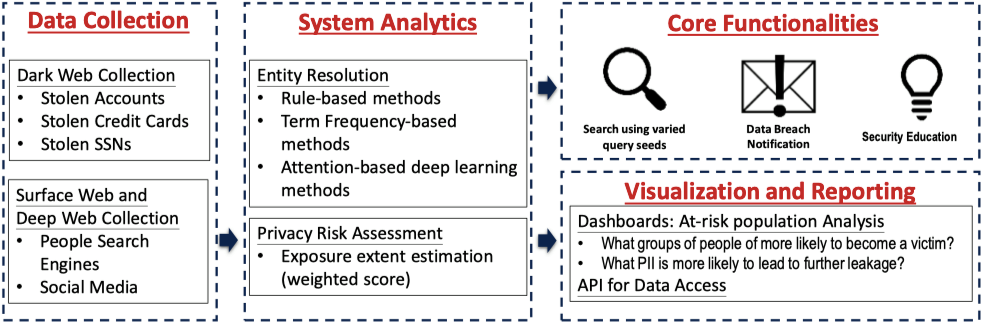 Data Collection
Dark Web Collection
• Stolen Accounts
• Stolen Credit Cards
• Stolen SSNs
Surface Web and
Deep Web Collection
• People Search
Engines
• Social Media
System Analytics
Entity Resolution
• Rule-based methods
• Term Frequency-based
methods
• Attention-based deep learning
methods
Privacy Risk Assessment
• Exposure extent estimation
(weighted score)
Core Functionalities
Search using varied
query seeds
Data Breach
Notification
Security Education
Visualization and Reporting
Dashboards: At-risk population Analysis
• What groups of people of more likely to become a victim?
• What PII is more likely to lead to further leakage?
API for Data Access